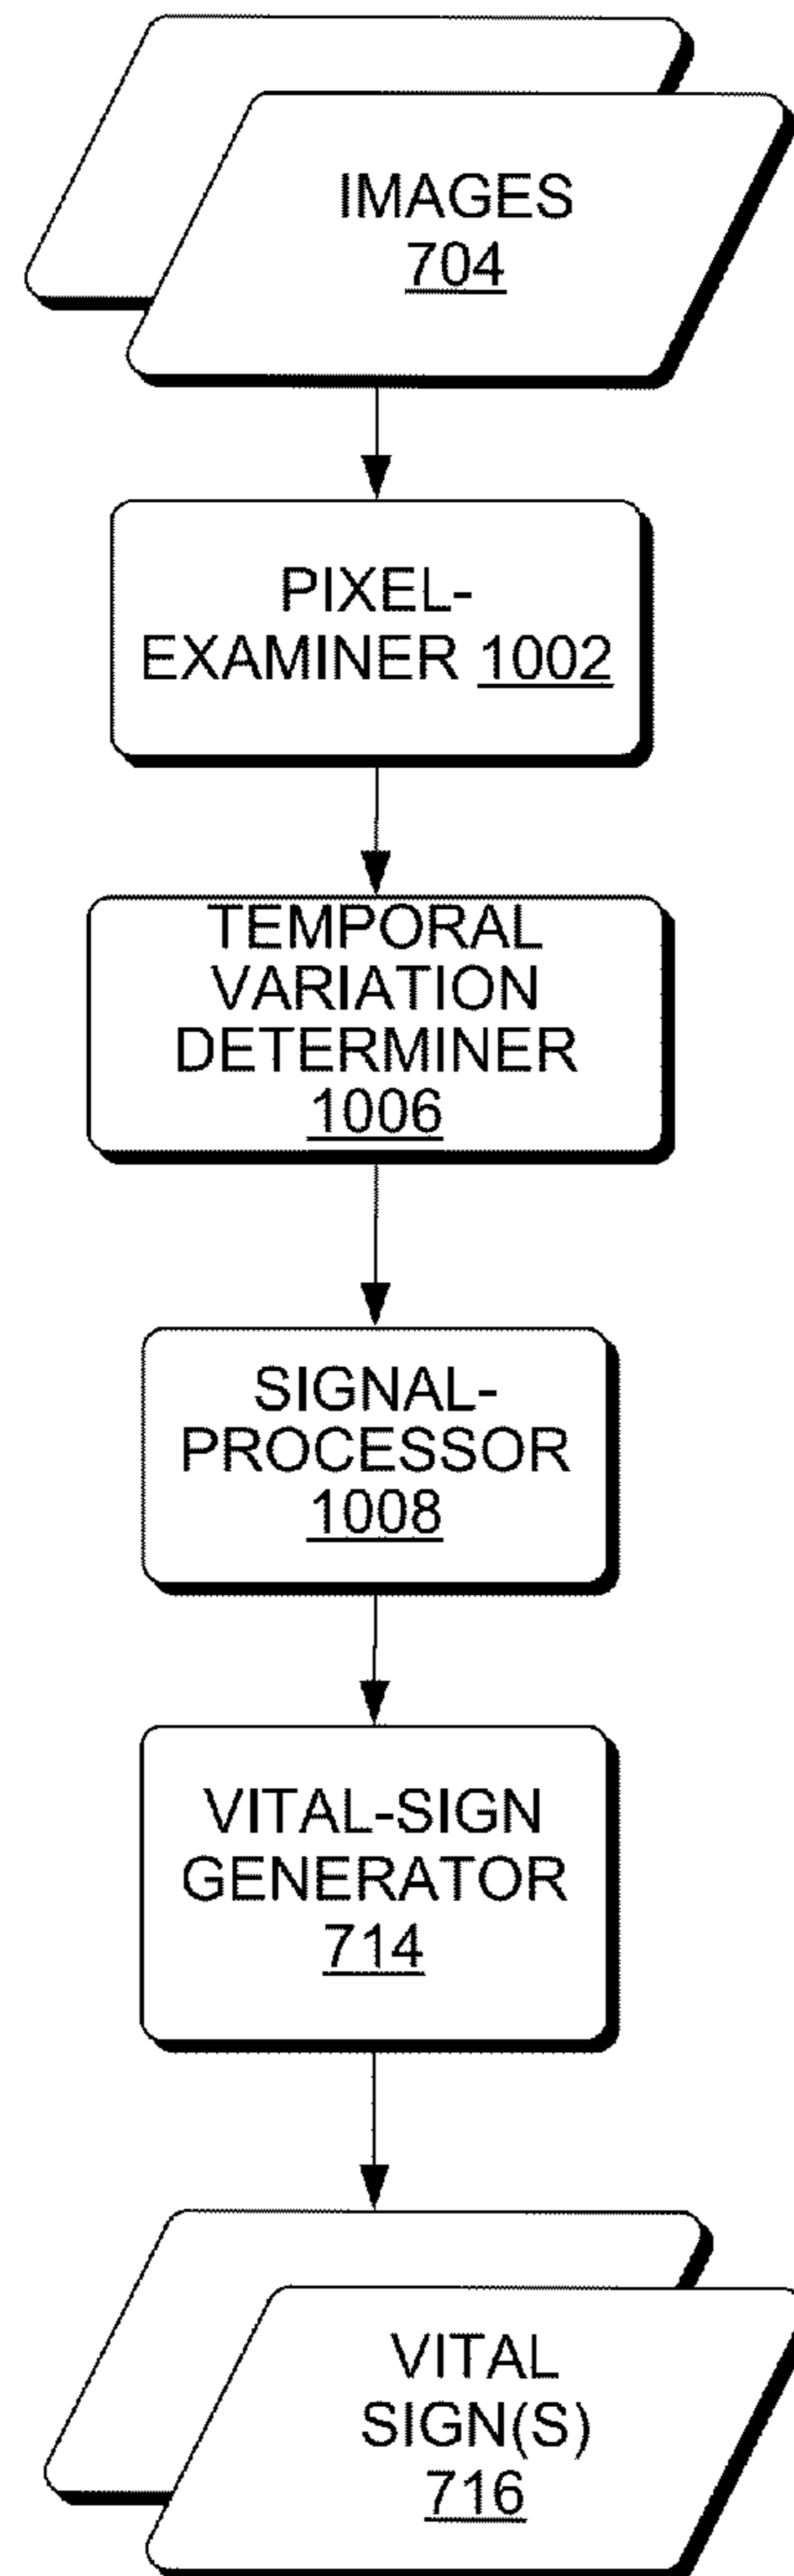 IMAGES
704
PIXEL-
EXAMINER 1002
TEMPORAL
VARIATION
DETERMINER
1006
SIGNAL-
PROCESSOR
1008
VITAL-SIGN
GENERATOR
714
VITAL
SIGN(S)
716